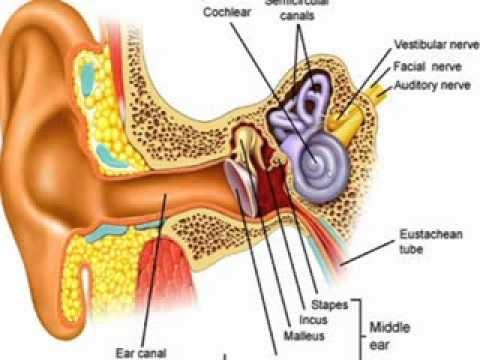 Semicircular
canals
Cochlear
Vestibular nerve
Facial nerve
Auditory nerve
Eustachean
tube
Stapes
Incus
Malleus
Middle
ear
Ear canal